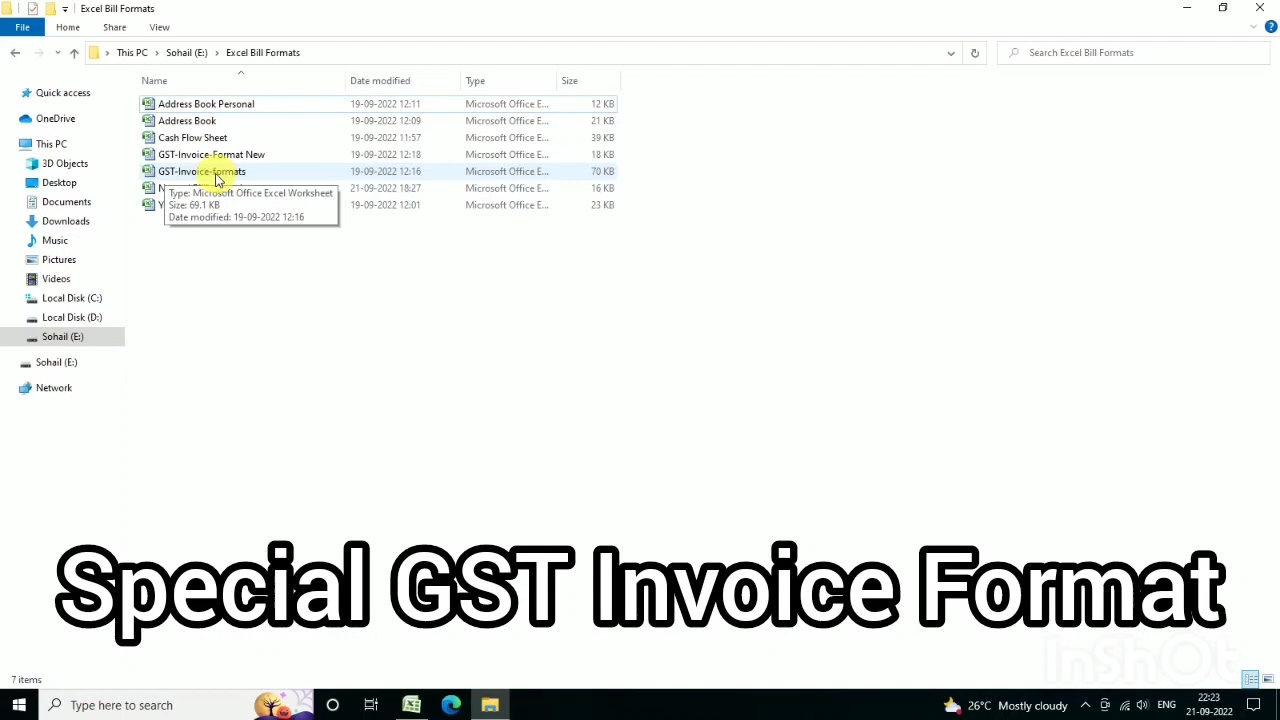 Excel Bill Formats
File Home Share View
This PC Sohail (E:) Excel Bill Formats
Search Excel Bill Formats
Name Date modified Type Size
Quick access
OneDrive
This PC
3D Objects
Desktop
Documents
Downloads
Music
Pictures
Videos
Local Disk (C:)
Local Disk (D:)
Sohail (E:)
Sohail (E:)
Network
Address Book Personal 19-09-2022 12:11 Microsoft Office E... 12 KB
Address Book 19-09-2022 12:09 Microsoft Office E... 21 KB
Cash Flow Sheet 19-09-2022 11:57 Microsoft Office E... 39 KB
GST-Invoice-Format New 19-09-2022 12:18 Microsoft Office E... 18 KB
GST-Invoice-formats 19-09-2022 12:16 Microsoft Office E... 70 KB
21-09-2022 18:27 Microsoft Office E... 16 KB
19-09-2022 12:01 Microsoft Office E... 23 KB
Type: Microsoft Office Excel Worksheet
Size: 69.1 KB
Date modified: 19-09-2022 12:16
Special GST Invoice Format
InShOt
7 items
Type here to search
26°C Mostly cloudy
ENG
22:23
21-09-2022